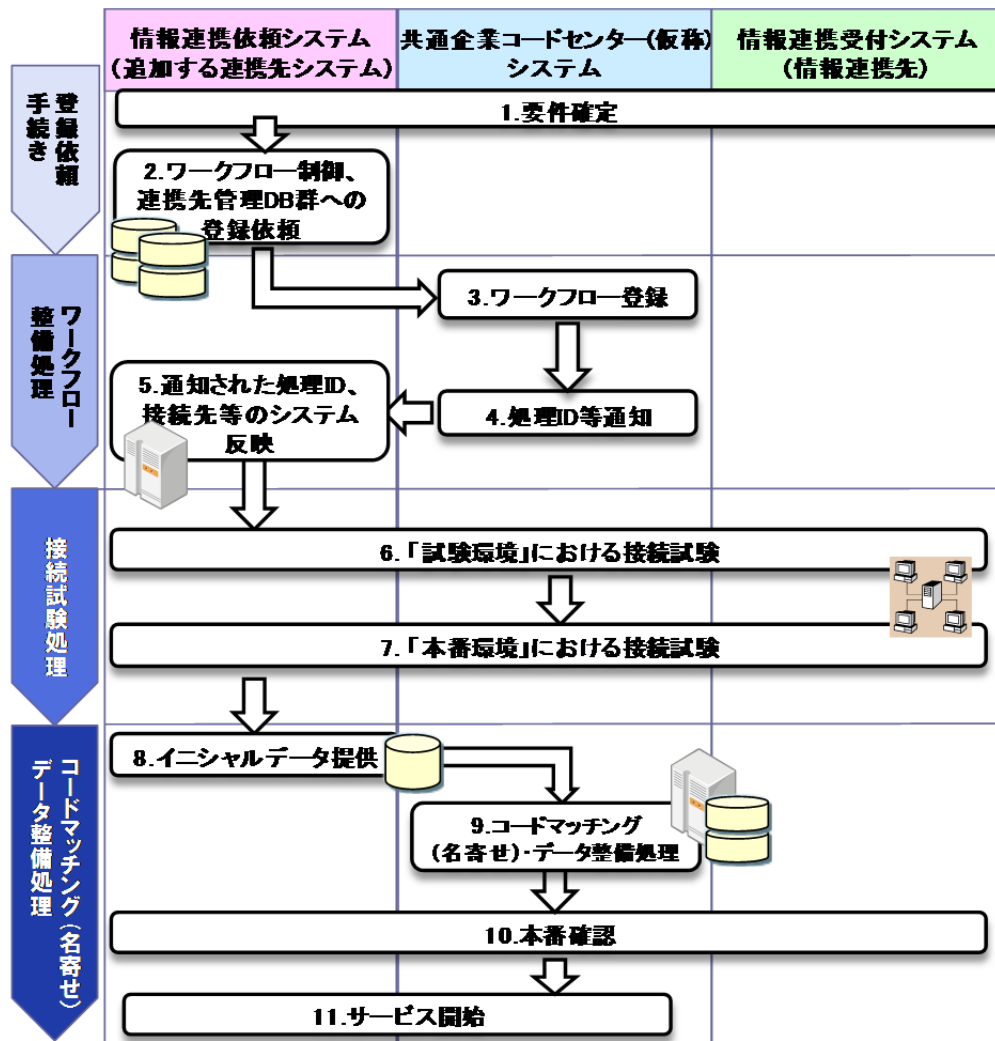 情報連携依頼システム
(追加する連携先システム)
共通企業コードセンター(仮称)
システム
情報連携受付システム
(情報連携先)
登録依頼
手続き
1.要件確定
2.ワークフロー制御、
連携先管理DB群への
登録依頼
ワークフロー
整備処理
3.ワークフロー登録
4.処理ID等通知
5.通知された処理ID、
接続先等のシステム
反映
接続試験処理
6.「試験環境」における接続試験
7.「本番環境」における接続試験
コードマッチング(名寄せ)
データ整備処理
8.イニシャルデータ提供
9.コードマッチング
(名寄せ)・データ整備処理
10.本番確認
11.サービス開始